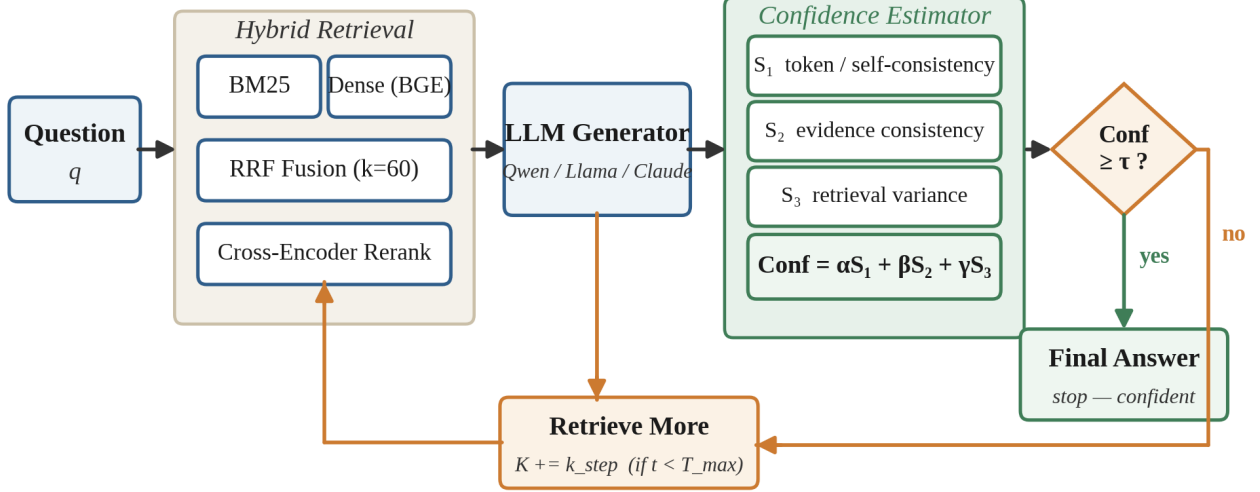 Question
q
Hybrid Retrieval
BM25
Dense (BGE)
RRF Fusion (k=60)
Cross-Encoder Rerank
LLM Generator
Qwen / Llama / Claude
Confidence Estimator
S₁ token / self-consistency
S₂ evidence consistency
S₃ retrieval variance
Conf = αS₁ + βS₂ + γS₃
Conf
≥ τ ?
yes
no
Final Answer
stop — confident
Retrieve More
K += k_step (if t < T_max)